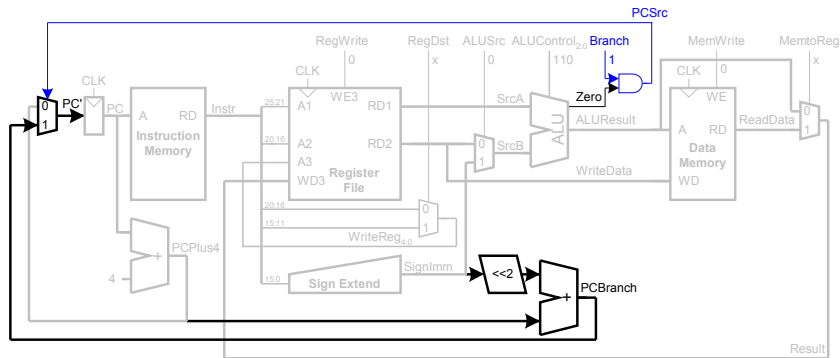 PCSrc
RegWrite RegDst ALUSrc ALUControl2:0 Branch MemWrite MemtoReg
0 x 0 110 1 0 x
CLK CLK CLK
0 PC' PC A RD Instr 25:21 A1 WE3 RD1 SrcA Zero WE 0
1 Instruction Memory 20:16 A2 RD2 0 SrcB ALU ALUResult A RD ReadData 1
A3 1 Data Memory
WD3 Register File WriteData WD
20:16 0
15:11 1
WriteReg4:0
PCPlus4
+
4 SignImm <<2
15:0 Sign Extend + PCBranch
Result